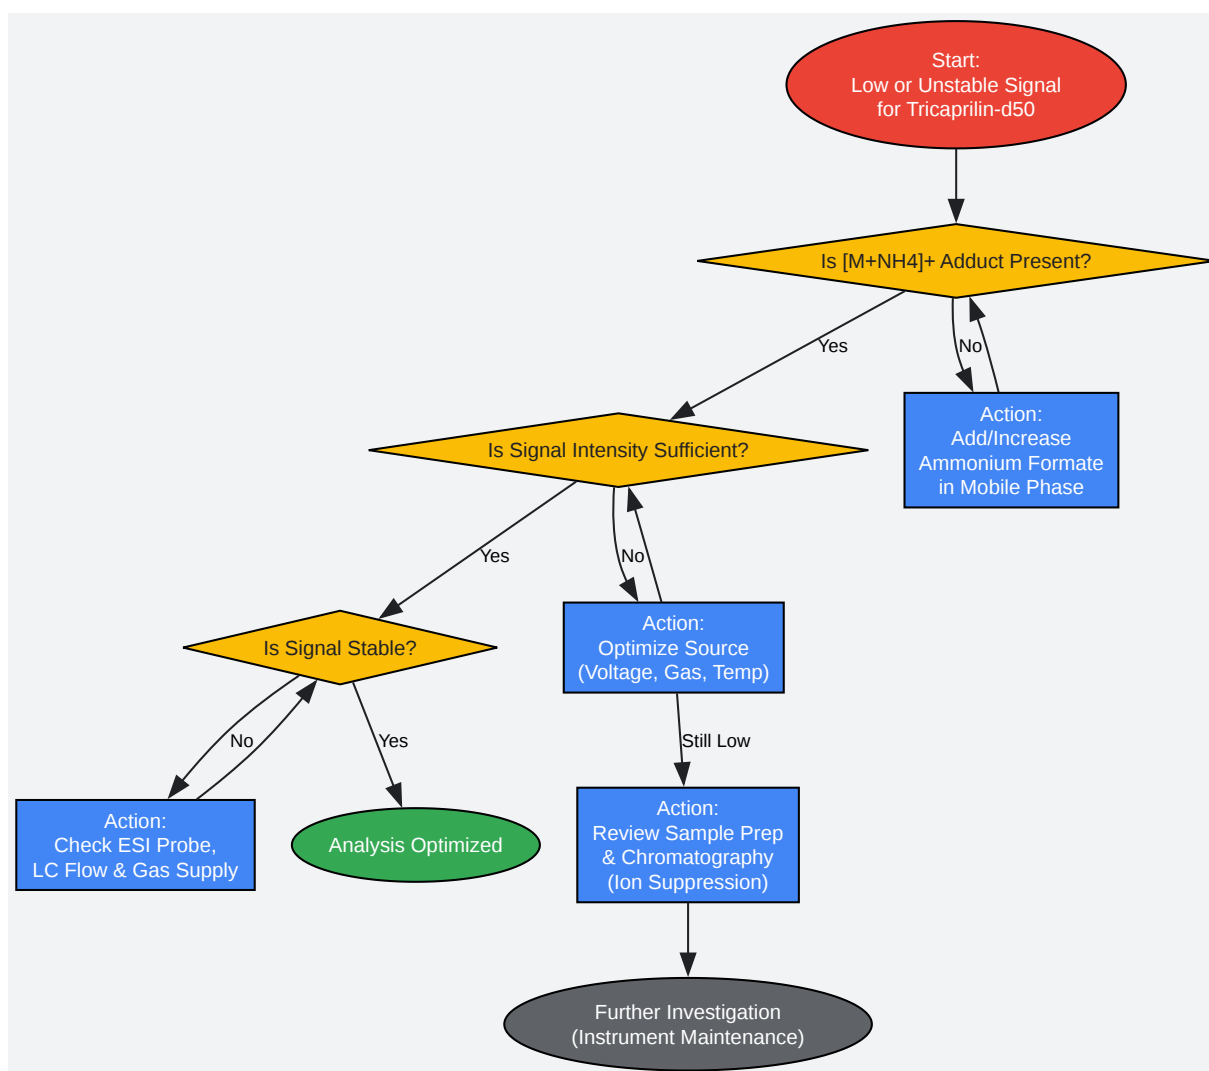 Start:
Low or Unstable Signal
for Tricaprilin-d50
Is [M+NH4]+ Adduct Present?
Yes
No
Action:
Add/Increase
Ammonium Formate
in Mobile Phase
Is Signal Intensity Sufficient?
Yes
No
Action:
Optimize Source
(Voltage, Gas, Temp)
Is Signal Stable?
No
Yes
Still Low
Action:
Check ESI Probe,
LC Flow & Gas Supply
Analysis Optimized
Action:
Review Sample Prep
& Chromatography
(Ion Suppression)
Further Investigation
(Instrument Maintenance)